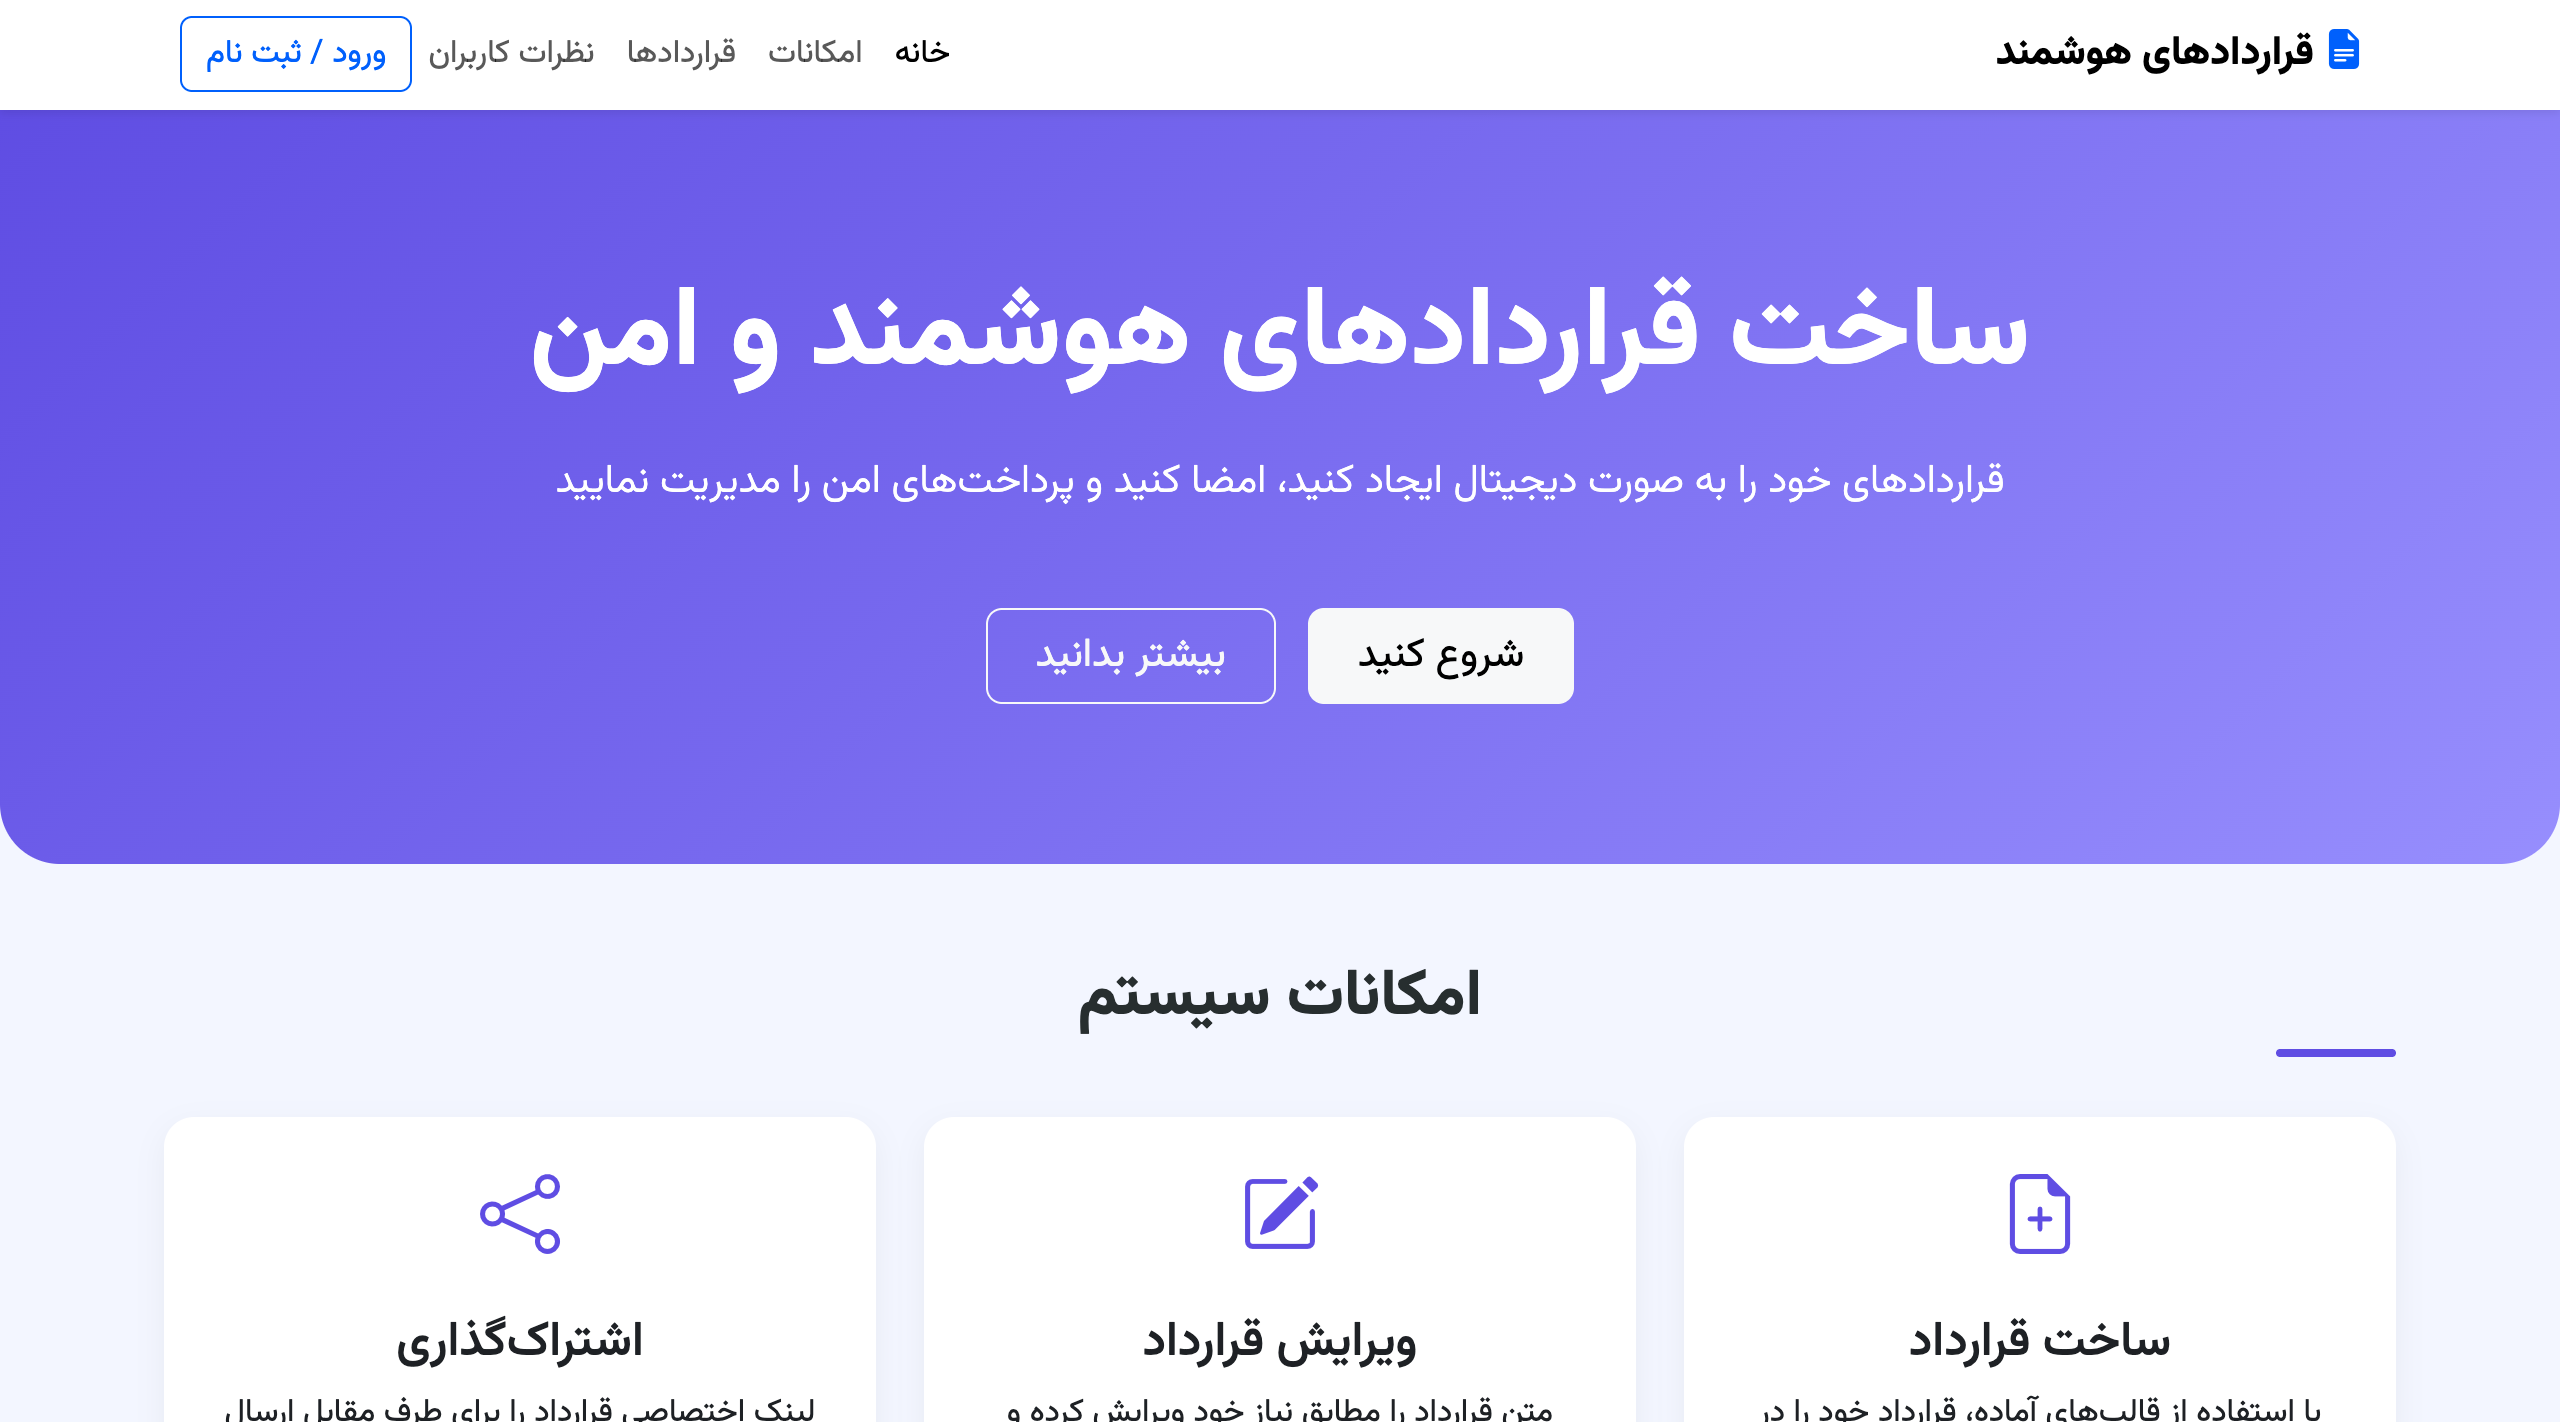 قراردادهای هوشمند
خانه
امکانات
قراردادها
نظرات کاربران
ورود / ثبت نام
ساخت قراردادهای هوشمند و امن
قراردادهای خود را به صورت دیجیتال ایجاد کنید، امضا کنید و پرداخت‌های امن را مدیریت نمایید
شروع کنید
بیشتر بدانید
امکانات سیستم
ساخت قرارداد
با استفاده از قالب‌های آماده، قرارداد خود را در
ویرایش قرارداد
متن قرارداد را مطابق نیاز خود ویرایش کرده و
اشتراک‌گذاری
لینک اختصاصی قرارداد را برای طرف مقابل ارسال